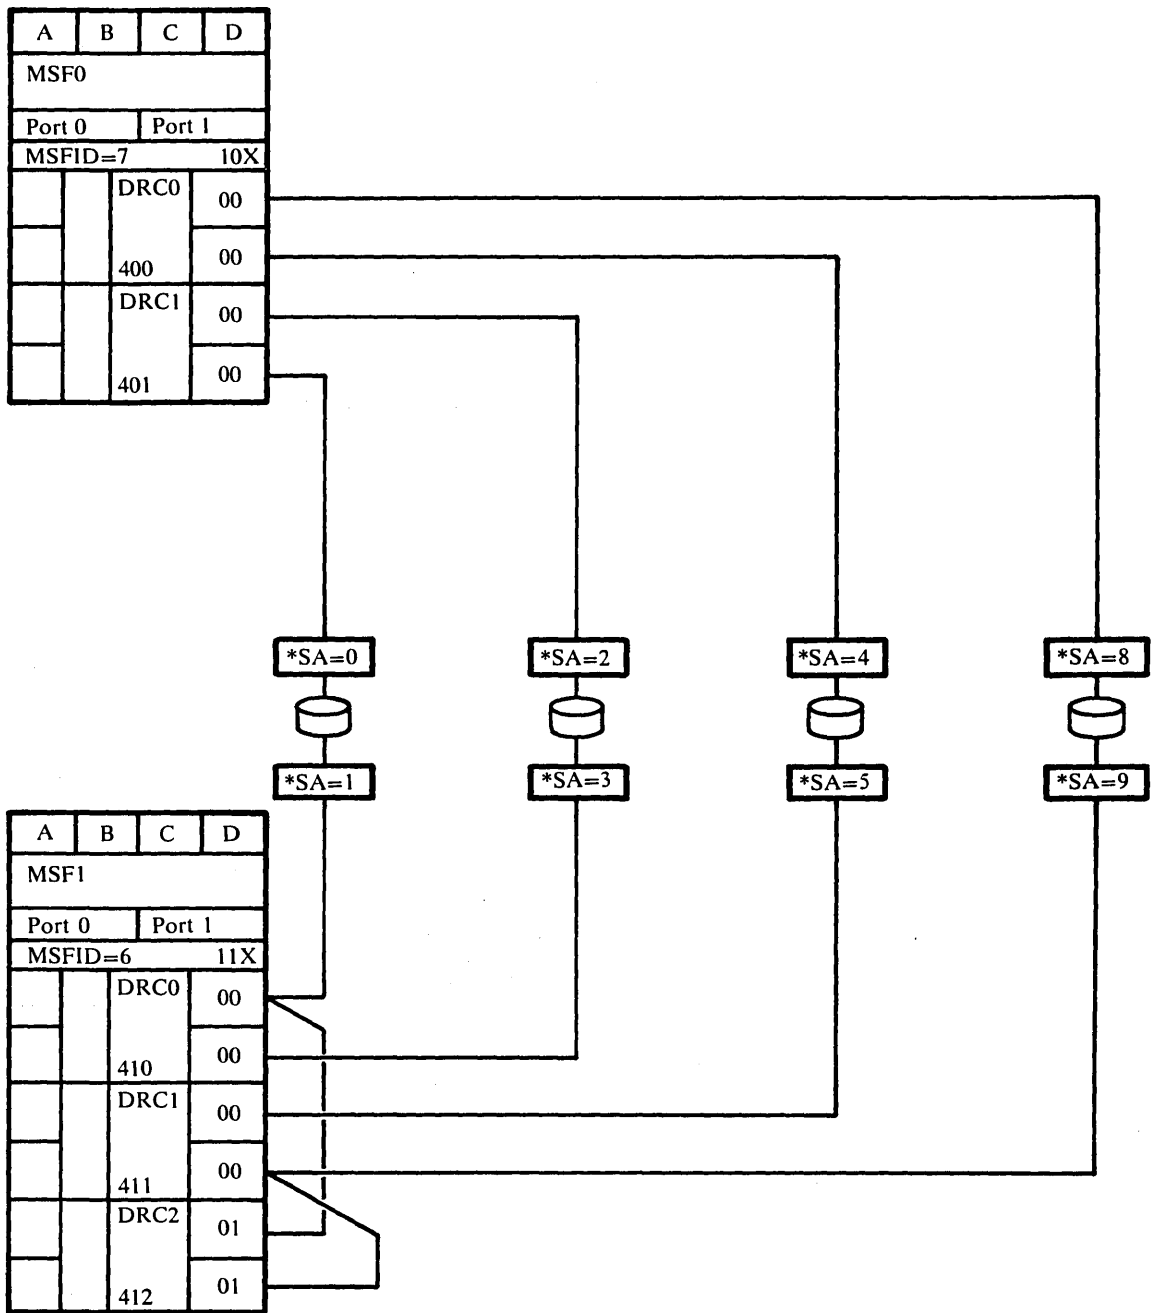 A B C D
MSF0
Port 0 Port 1
MSFID=7 10X
DRC0 00
400 00
DRC1 00
401 00
*SA=0 *SA=2 *SA=4 *SA=8
*SA=1 *SA=3 *SA=5 *SA=9
A B C D
MSF1
Port 0 Port 1
MSFID=6 11X
DRC0 00
410 00
DRC1 00
411 00
DRC2 01
412 01